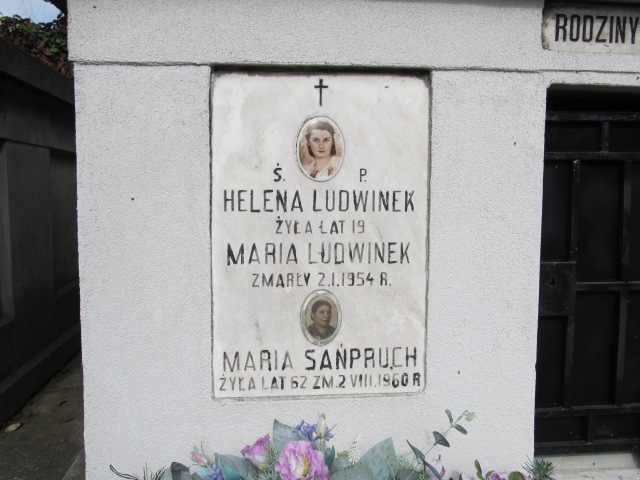 RODZINY
Ś. P.
HELENA LUDWINEK
ŻYŁA LAT 19
MARIA LUDWINEK
ZMARŁY 2.I.1954 R.
MARIA SAŃPRUCH
ŻYŁA LAT 62 ZM.2 VIII.1960 R